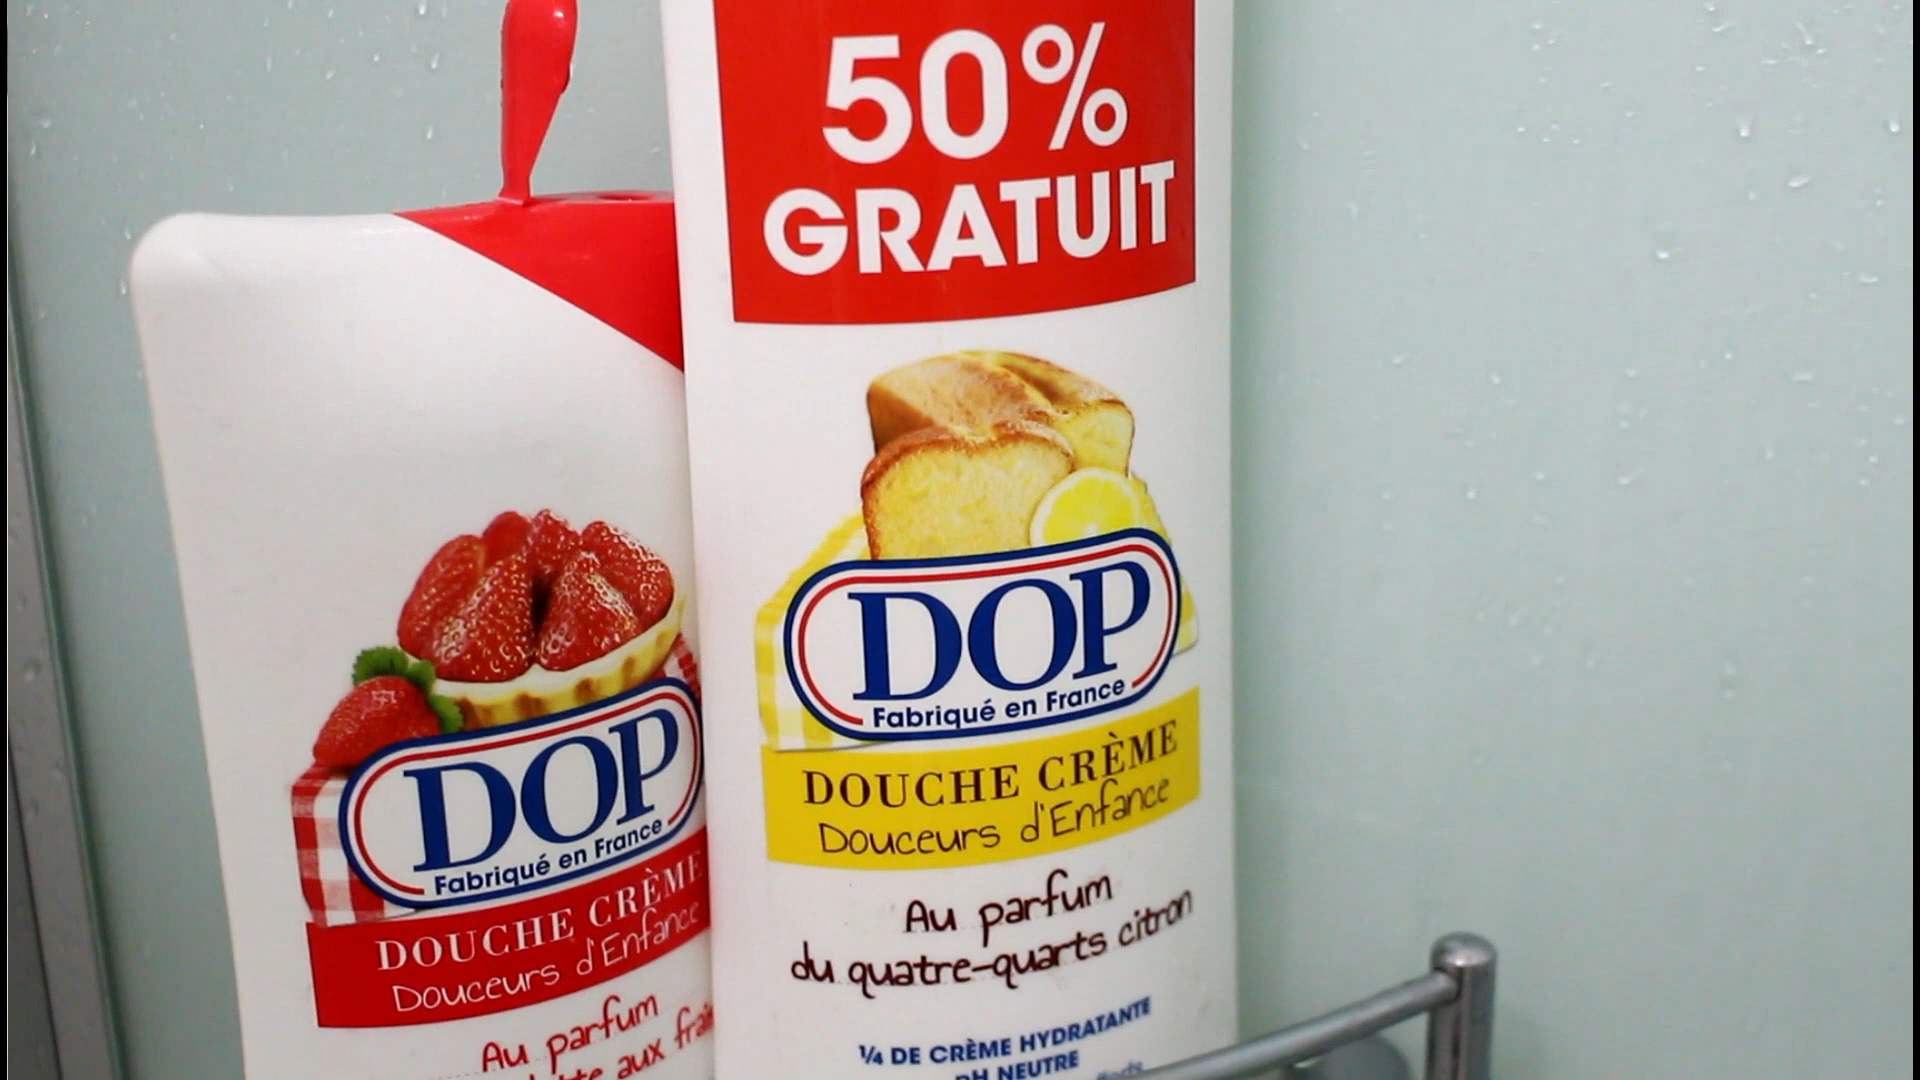 50%
GRATUIT
DOP
Fabriqué en France
DOUCHE CRÈME
Douceurs d'Enfance
Au parfum
du quatre-quarts citron
¼ DE CRÈME HYDRATANTE
PH NEUTRE
DOP
Fabriqué en France
DOUCHE CRÈME
Douceurs d'Enfance
Au parfum
aux